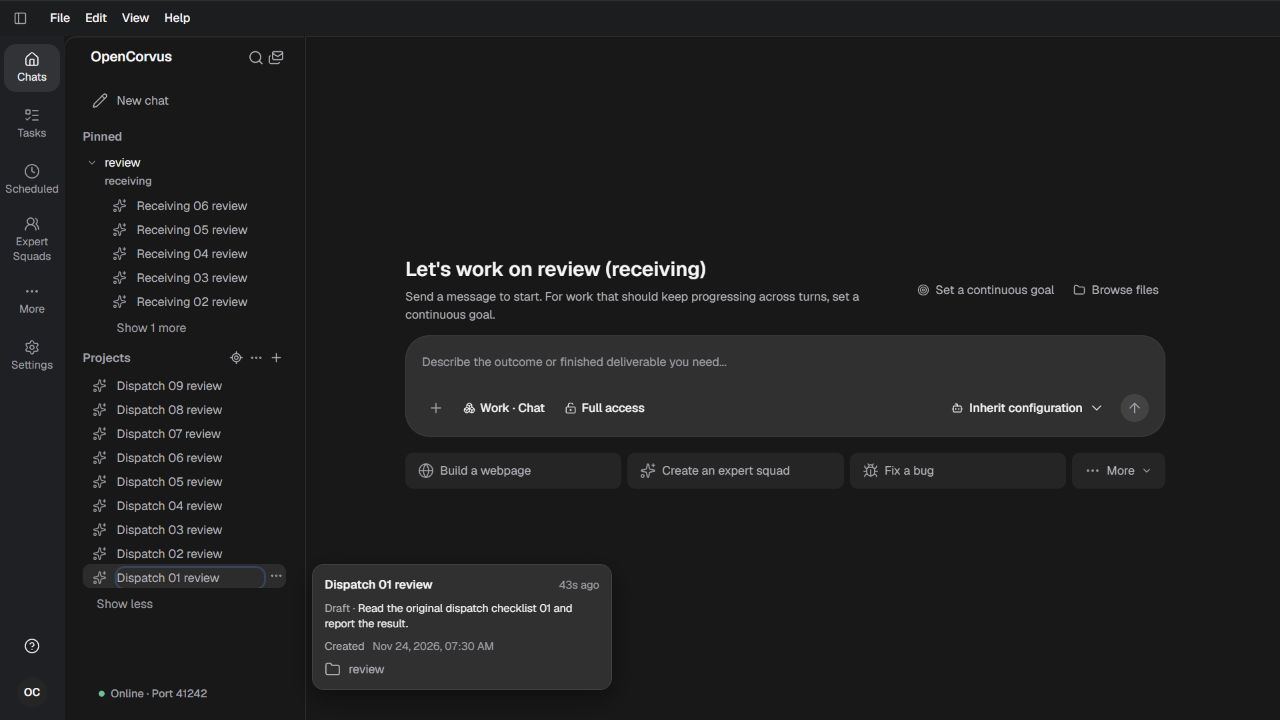 File Edit View Help
OpenCorvus
Chats
Tasks
Scheduled
Expert
Squads
More
Settings
OC
New chat
Pinned
review
receiving
Receiving 06 review
Receiving 05 review
Receiving 04 review
Receiving 03 review
Receiving 02 review
Show 1 more
Projects
Dispatch 09 review
Dispatch 08 review
Dispatch 07 review
Dispatch 06 review
Dispatch 05 review
Dispatch 04 review
Dispatch 03 review
Dispatch 02 review
Dispatch 01 review
Show less
Online · Port 41242
Let's work on review (receiving)
Send a message to start. For work that should keep progressing across turns, set a
continuous goal.
Set a continuous goal
Browse files
Describe the outcome or finished deliverable you need...
Work · Chat
Full access
Inherit configuration
Build a webpage
Create an expert squad
Fix a bug
More
Dispatch 01 review
43s ago
Draft · Read the original dispatch checklist 01 and
report the result.
Created Nov 24, 2026, 07:30 AM
review